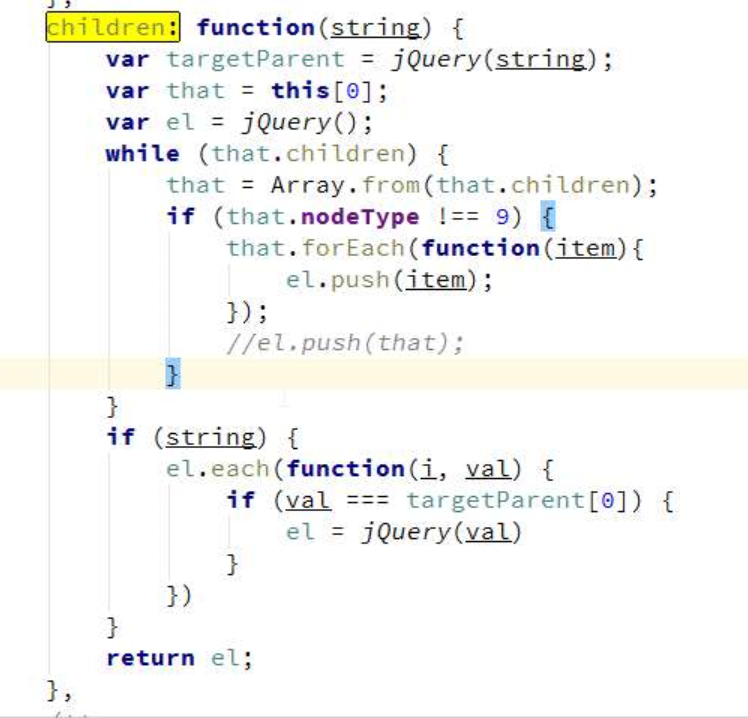 children: function(string) {
var targetParent = jQuery(string);
var that = this[0];
var el = jQuery();
while (that.children) {
that = Array.from(that.children);
if (that.nodeType !== 9) {
that.forEach(function(item){
el.push(item);
});
//el.push(that);
}
}
if (string) {
el.each(function(i, val) {
if (val === targetParent[0]) {
el = jQuery(val)
}
})
}
return el;
},